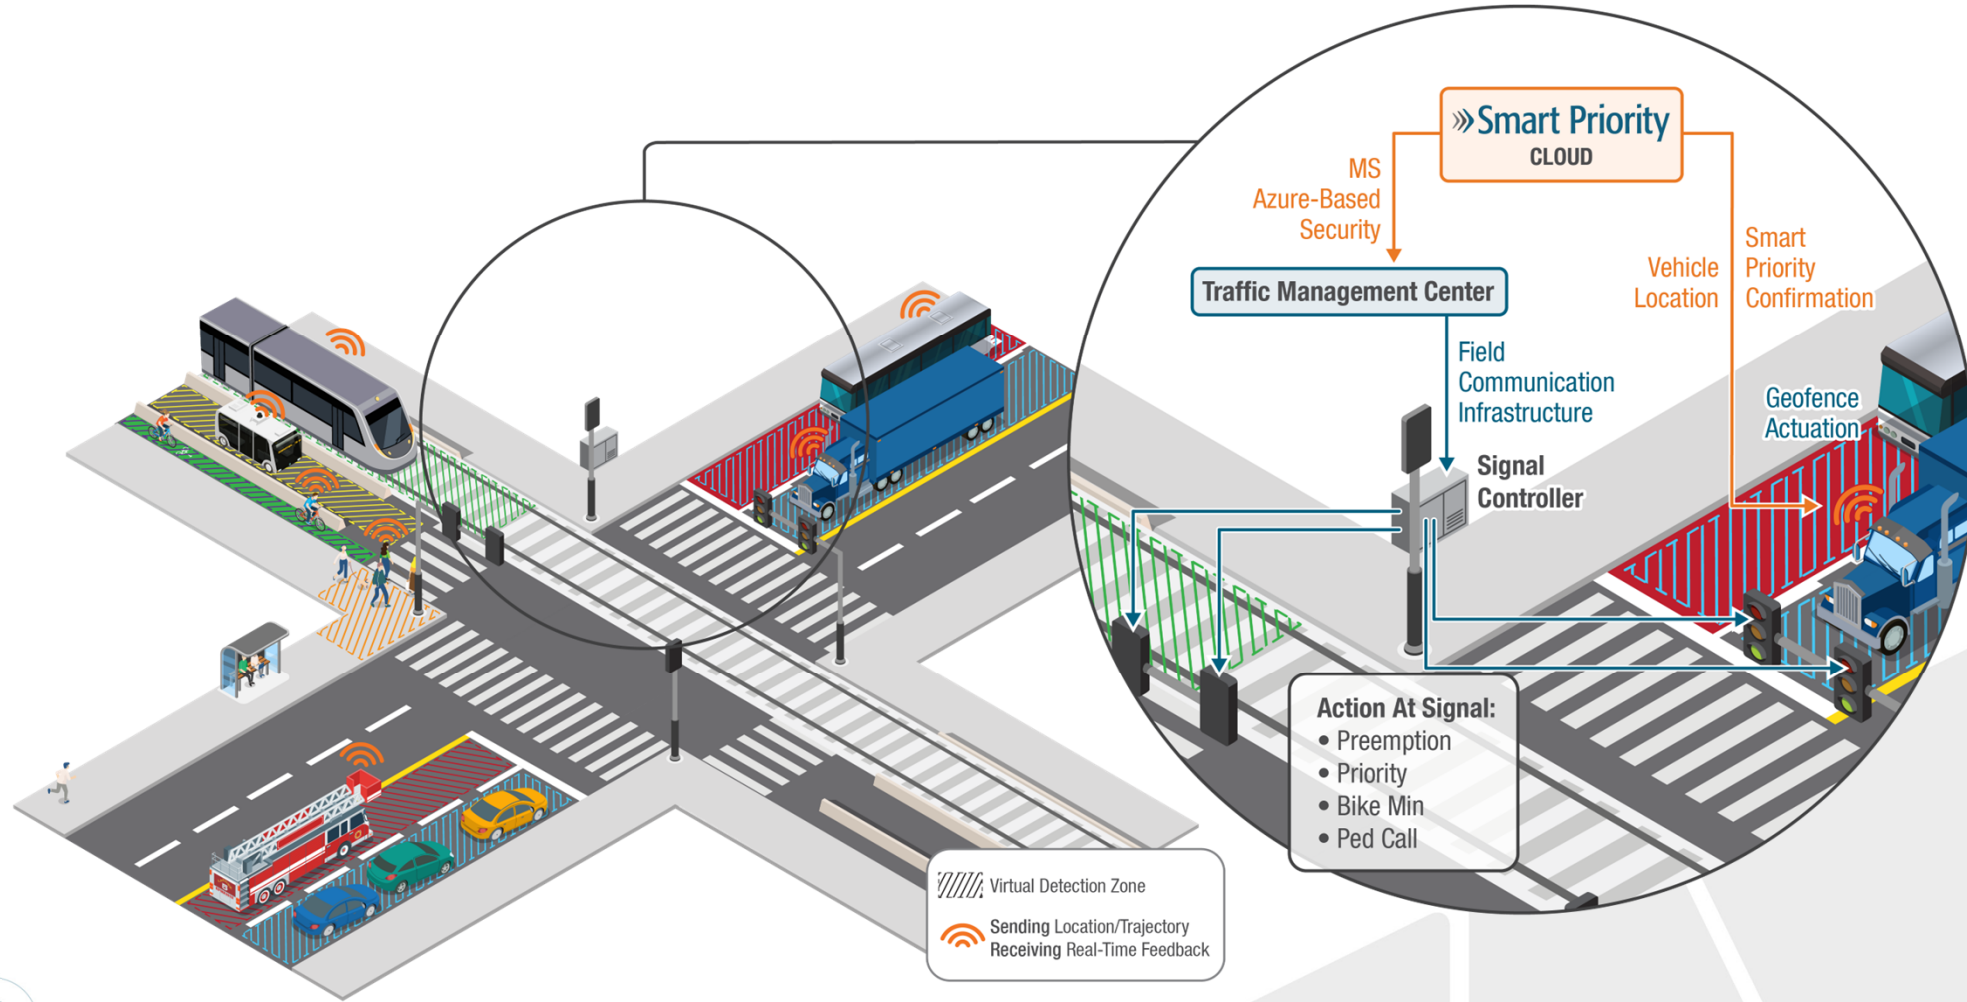 Smart Priority
CLOUD
MS
Azure-Based
Security
Traffic Management Center
Vehicle
Location
Smart
Priority
Confirmation
Field
Communication
Infrastructure
Geofence
Actuation
Signal
Controller
Action At Signal:
• Preemption
• Priority
• Bike Min
• Ped Call
Virtual Detection Zone
Sending Location/Trajectory
Receiving Real-Time Feedback